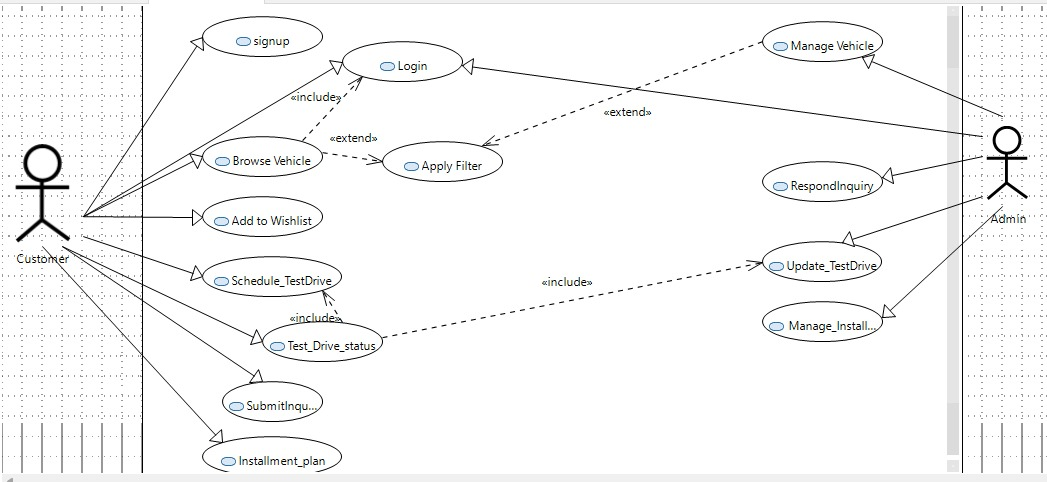 signup
Login
Manage Vehicle
«include»
«extend»
«extend»
Browse Vehicle
Apply Filter
RespondInquiry
Add to Wishlist
Admin
Customer
Schedule_TestDrive
Update_TestDrive
«include»
«include»
Manage_Install...
Test_Drive_status
SubmitInqu...
Installment_plan